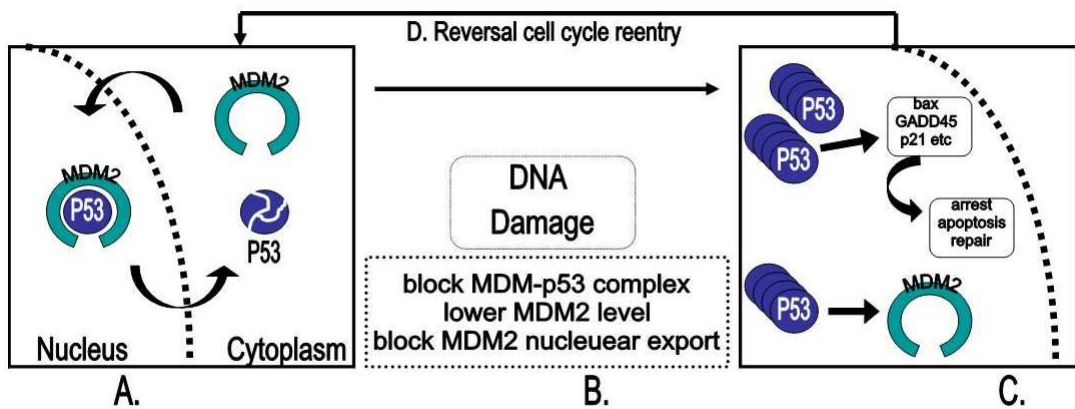 D. Reversal cell cycle reentry
MDM2
MDM2
P53
P53
Nucleus
Cytoplasm
A.
DNA
Damage
block MDM-p53 complex
lower MDM2 level
block MDM2 nucleuear export
B.
P53
P53
bax
GADD45
p21 etc
arrest
apoptosis
repair
P53
MDM2
C.